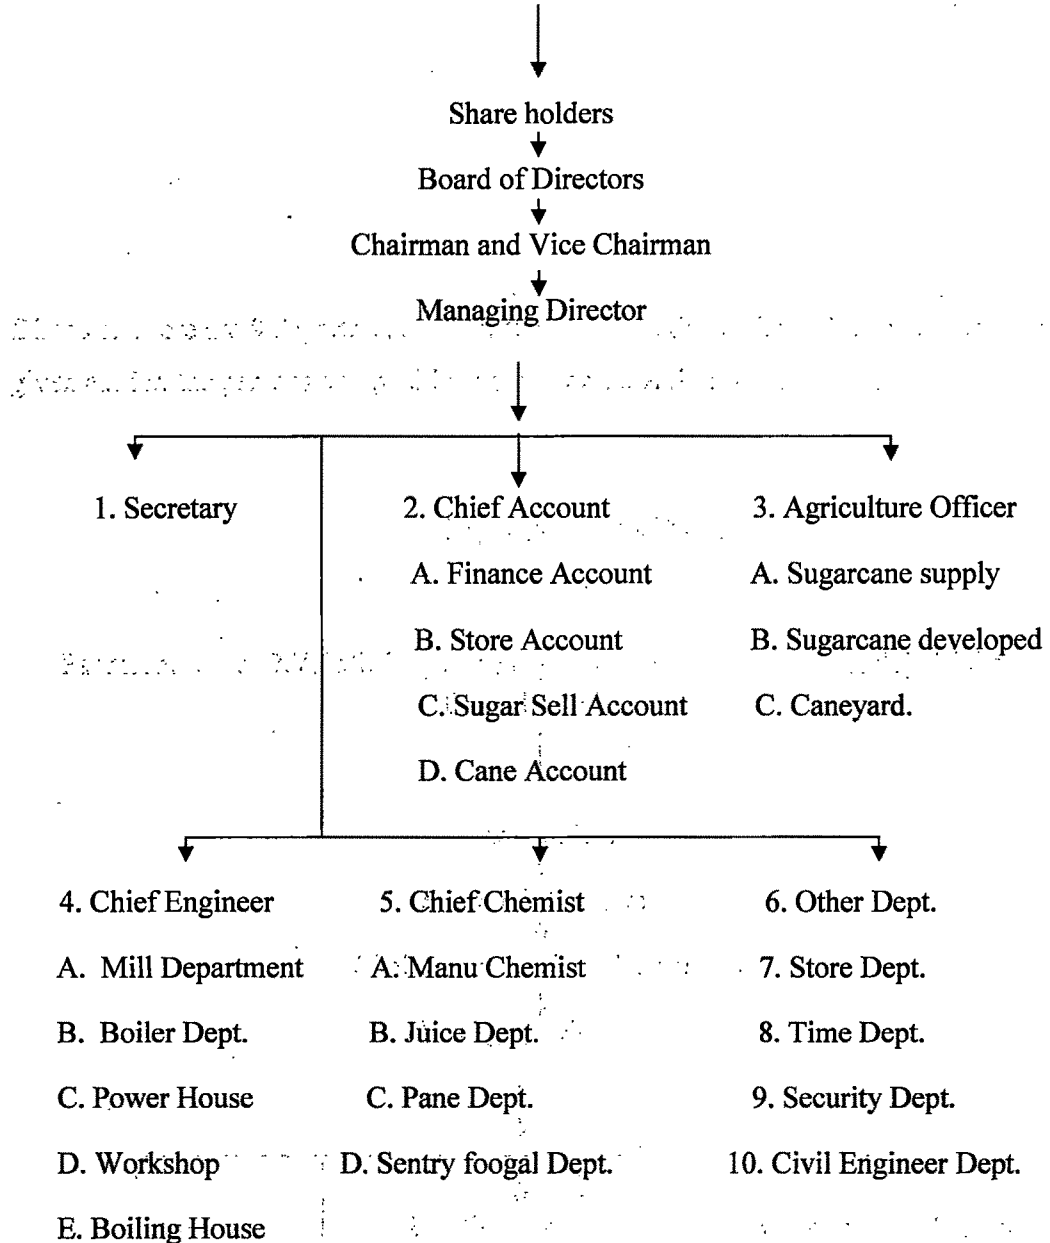 Share holders
Board of Directors
Chairman and Vice Chairman
Managing Director
1. Secretary
2. Chief Account
A. Finance Account
B. Store Account
C. Sugar Sell Account
D. Cane Account
3. Agriculture Officer
A. Sugarcane supply
B. Sugarcane developed
C. Caneyard.
4. Chief Engineer
A. Mill Department
B. Boiler Dept.
C. Power House
D. Workshop
E. Boiling House
5. Chief Chemist
A. Manu Chemist
B. Juice Dept.
C. Pane Dept.
D. Sentry foogal Dept.
6. Other Dept.
7. Store Dept.
8. Time Dept.
9. Security Dept.
10. Civil Engineer Dept.